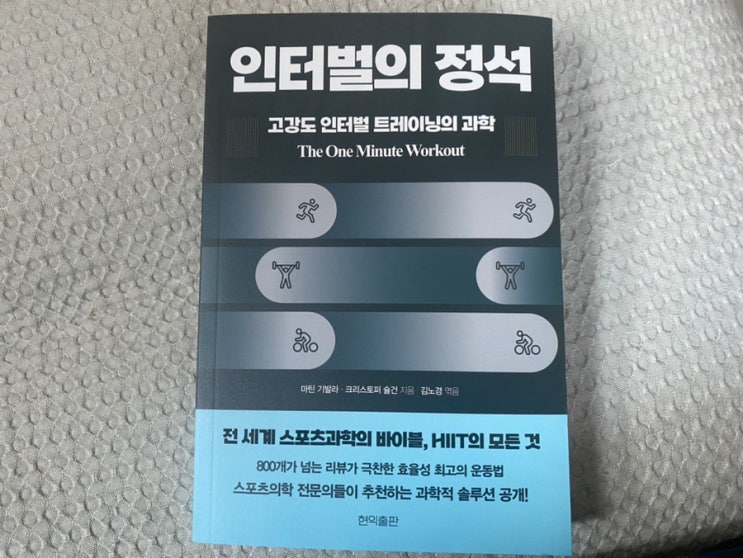 인터벌의 정석
고강도 인터벌 트레이닝의 과학
The One Minute Workout
마틴 기발라 · 크리스토퍼 슐건 지음 김노경 엮음
전 세계 스포츠과학의 바이블, HIIT의 모든 것
800개가 넘는 리뷰가 극찬한 효율성 최고의 운동법
스포츠의학 전문의들이 추천하는 과학적 솔루션 공개!
현익출판